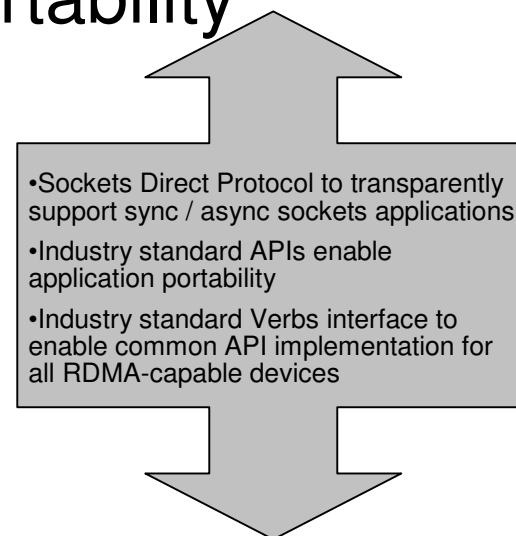 rtability
•Sockets Direct Protocol to transparently
support sync / async sockets applications
•Industry standard APIs enable
application portability
•Industry standard Verbs interface to
enable common API implementation for
all RDMA-capable devices